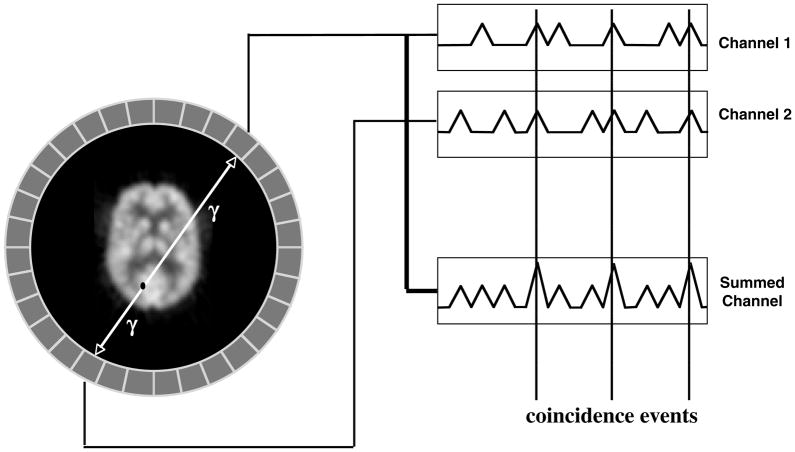 Channel 1
Channel 2
γ
γ
Summed
Channel
coincidence events